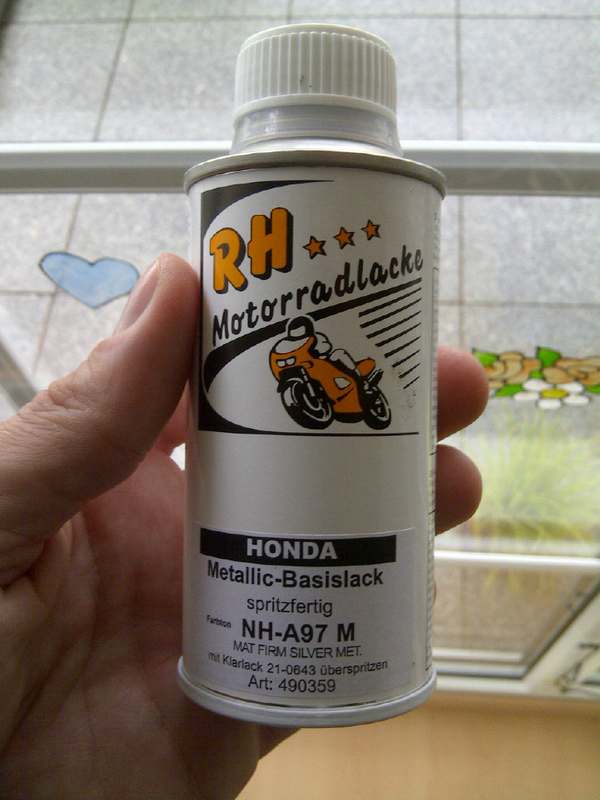 RH
Motorradlacke
HONDA
Metallic-Basislack
spritzfertig
Farbton NH-A97 M
MAT FIRM SILVER MET.
mit Klarlack 21-0643 überspritzen
Art: 490359